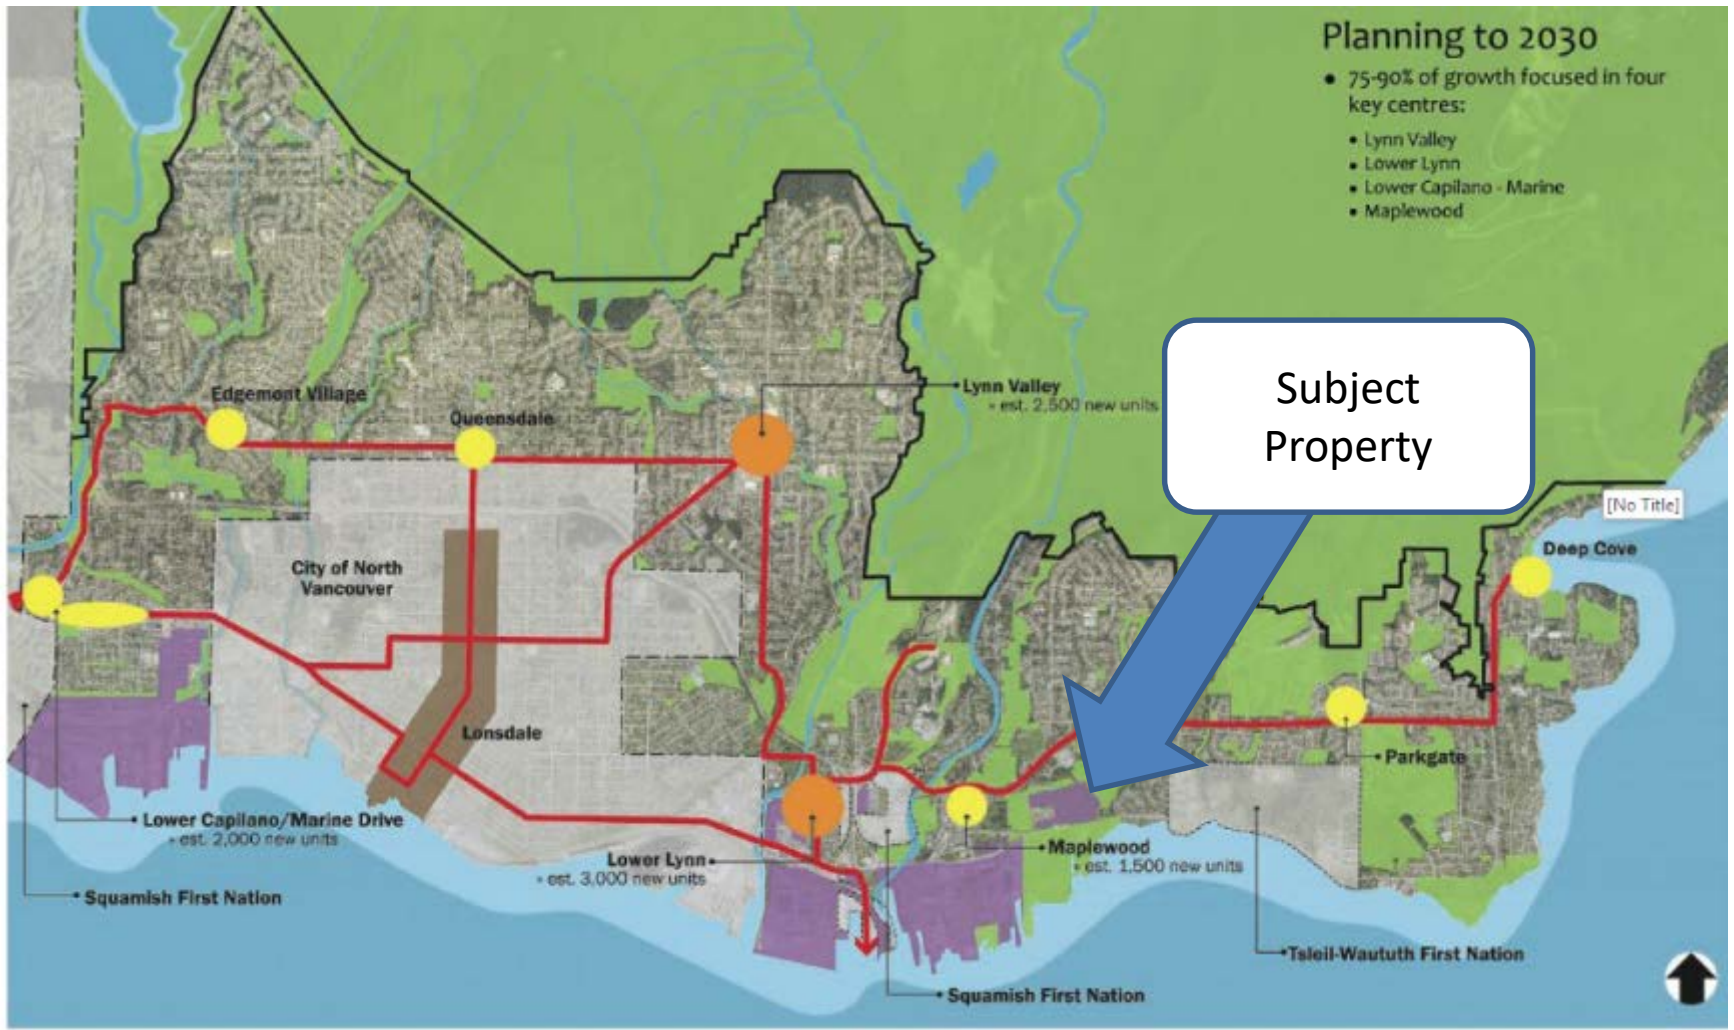 Planning to 2030
• 75-90% of growth focused in four
key centres:
• Lynn Valley
• Lower Lynn
• Lower Capilano - Marine
• Maplewood
Subject
Property
[No Title]
Edgemont Village
Queensdale
Lynn Valley
est. 2,500 new units
Deep Cove
City of North
Vancouver
Lonsdale
Parkgate
Lower Capilano/Marine Drive
est. 2,000 new units
Lower Lynn
est. 3,000 new units
Maplewood
est. 1,500 new units
Squamish First Nation
Tsleil-Waututh First Nation
Squamish First Nation